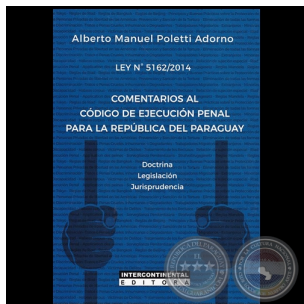 Alberto Manuel Poletti Adorno
LEY N° 5162/2014
COMENTARIOS AL
CÓDIGO DE EJECUCIÓN PENAL
PARA LA REPÚBLICA DEL PARAGUAY
Doctrina
Legislación
Jurisprudencia
INTERCONTINENTAL
EDITORA